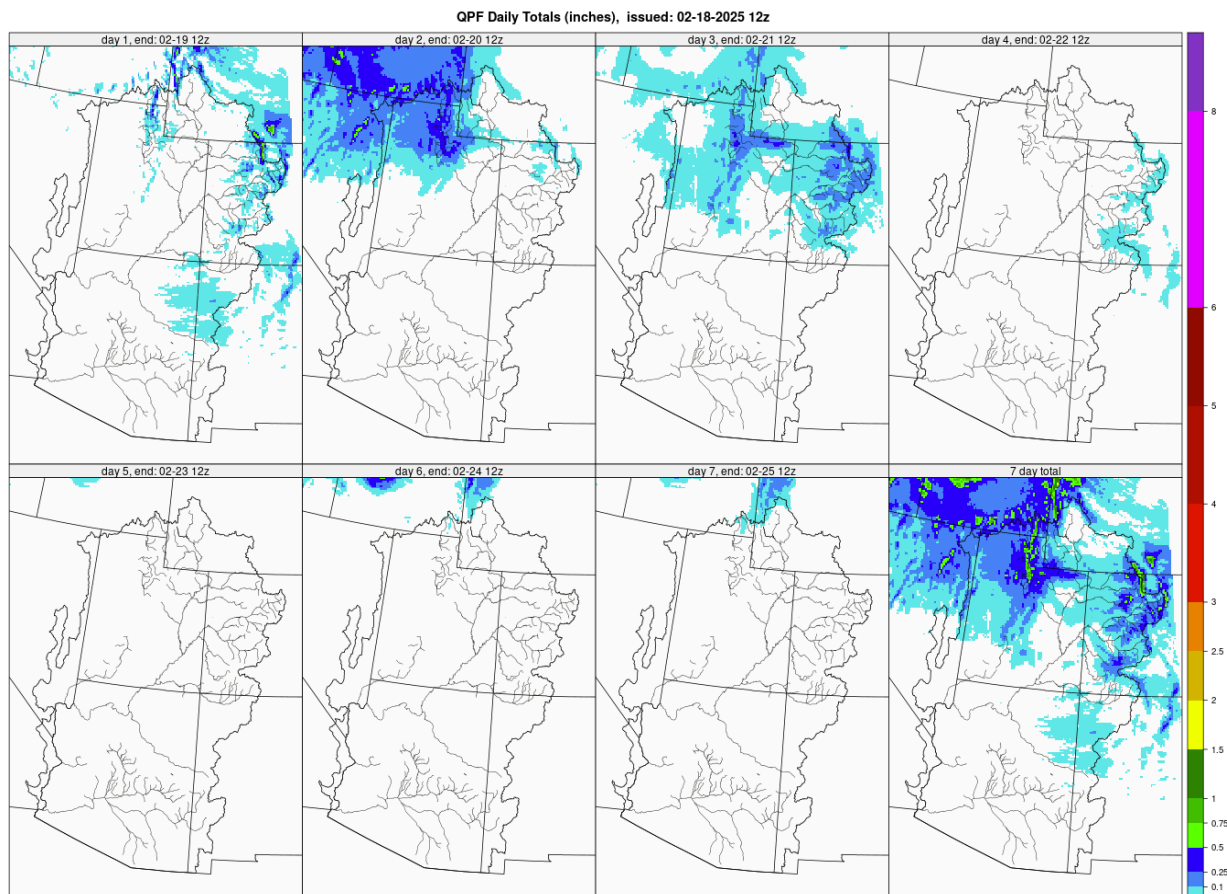 QPF Daily Totals (inches),  issued: 02-18-2025 12z
day 1, end: 02-19 12z
day 2, end: 02-20 12z
day 3, end: 02-21 12z
day 4, end: 02-22 12z
day 5, end: 02-23 12z
day 6, end: 02-24 12z
day 7, end: 02-25 12z
7 day total
8
6
5
4
3
2.5
2
1.5
1
0.75
0.5
0.25
0.1